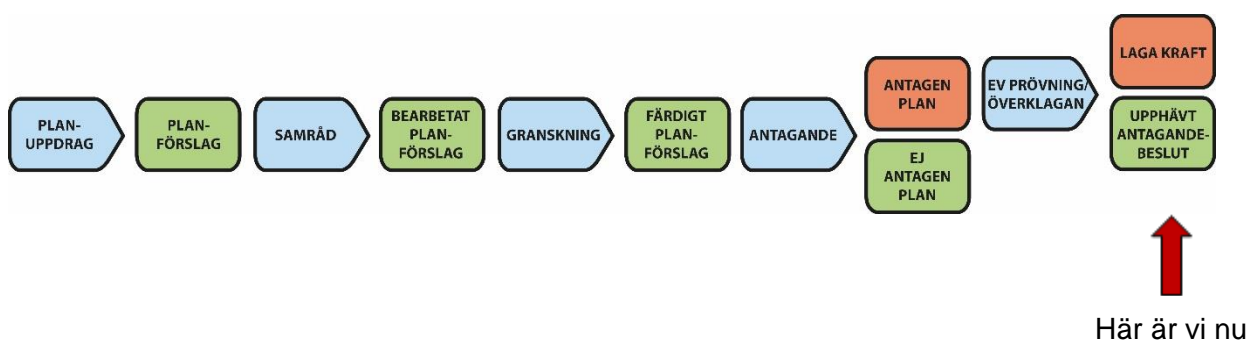 PLAN-
UPPDRAG
PLAN-
FÖRSLAG
SAMRÅD
BEARBETAT
PLAN-
FÖRSLAG
GRANSKNING
FÄRDIGT
PLAN-
FÖRSLAG
ANTAGANDE
ANTAGEN
PLAN
EJ
ANTAGEN
PLAN
EV PRÖVNING/
ÖVERKLAGAN
LAGA KRAFT
UPPHÄVT
ANTAGANDE-
BESLUT
Här är vi nu